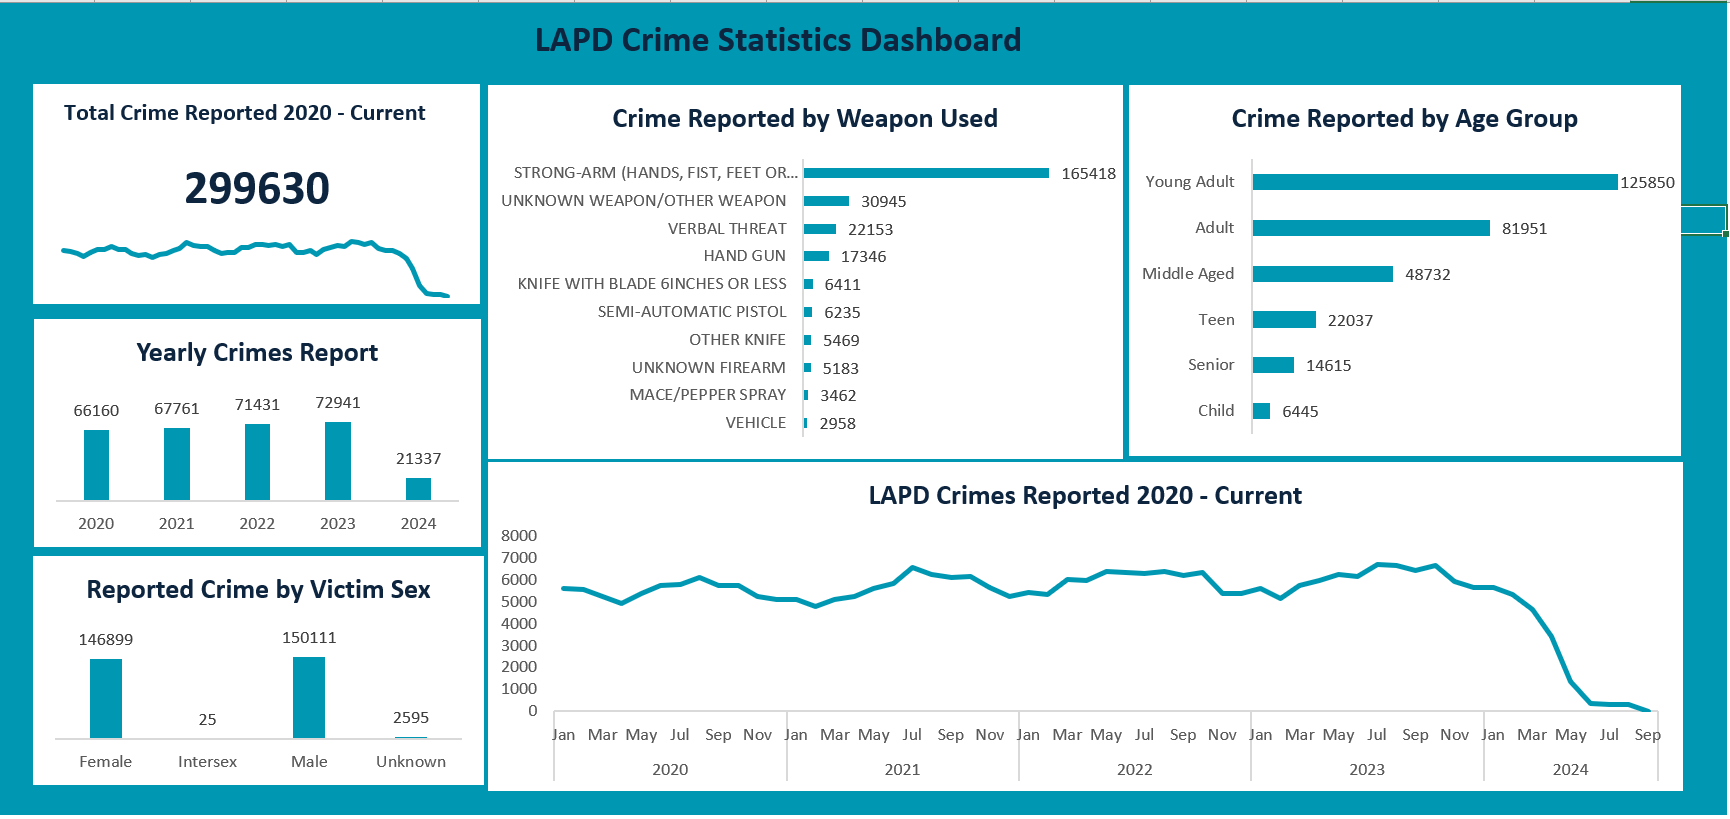 LAPD Crime Statistics Dashboard
Total Crime Reported 2020 - Current
299630
Yearly Crimes Report
66160
67761
71431
72941
21337
2020
2021
2022
2023
2024
Reported Crime by Victim Sex
146899
25
150111
2595
Female
Intersex
Male
Unknown
Crime Reported by Weapon Used
STRONG-ARM (HANDS, FIST, FEET OR... 165418
UNKNOWN WEAPON/OTHER WEAPON 30945
VERBAL THREAT 22153
HAND GUN 17346
KNIFE WITH BLADE 6INCHES OR LESS 6411
SEMI-AUTOMATIC PISTOL 6235
OTHER KNIFE 5469
UNKNOWN FIREARM 5183
MACE/PEPPER SPRAY 3462
VEHICLE 2958
Crime Reported by Age Group
Young Adult 125850
Adult 81951
Middle Aged 48732
Teen 22037
Senior 14615
Child 6445
LAPD Crimes Reported 2020 - Current
8000
7000
6000
5000
4000
3000
2000
1000
0
Jan Mar May Jul Sep Nov Jan Mar May Jul Sep Nov Jan Mar May Jul Sep Nov Jan Mar May Jul Sep Nov Jan Mar May Jul Sep
2020 2021 2022 2023 2024